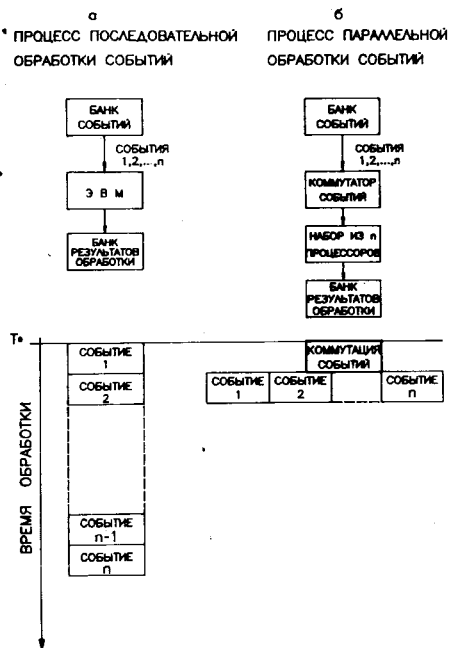 а
ПРОЦЕСС ПОСЛЕДОВАТЕЛЬНОЙ
ОБРАБОТКИ СОБЫТИЙ
БАНК
СОБЫТИЙ
СОБЫТИЯ
1,2,...,n
Э В М
БАНК
РЕЗУЛЬТАТОВ
ОБРАБОТКИ
б
ПРОЦЕСС ПАРАЛЛЕЛЬНОЙ
ОБРАБОТКИ СОБЫТИЙ
БАНК
СОБЫТИЙ
СОБЫТИЯ
1,2,...,n
КОММУТАТОР
СОБЫТИЙ
НАБОР ИЗ n
ПРОЦЕССОРОВ
БАНК
РЕЗУЛЬТАТОВ
ОБРАБОТКИ
ВРЕМЯ ОБРАБОТКИ
СОБЫТИЕ
1
СОБЫТИЕ
2
СОБЫТИЕ
n-1
СОБЫТИЕ
n
КОММУТАЦИЯ
СОБЫТИЙ
СОБЫТИЕ
1
СОБЫТИЕ
2
СОБЫТИЕ
n